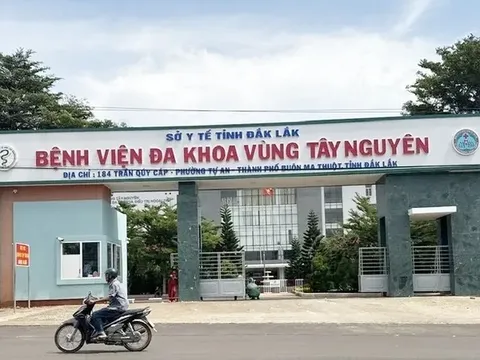 SỞ Y TẾ TỈNH ĐẮK LẮK
BỆNH VIỆN ĐA KHOA VÙNG TÂY NGUYÊN
ĐỊA CHỈ : 184 TRẦN QUÝ CÁP - PHƯỜNG TỰ AN - THÀNH PHỐ BUÔN MA THUỘT, TỈNH ĐẮK LẮK